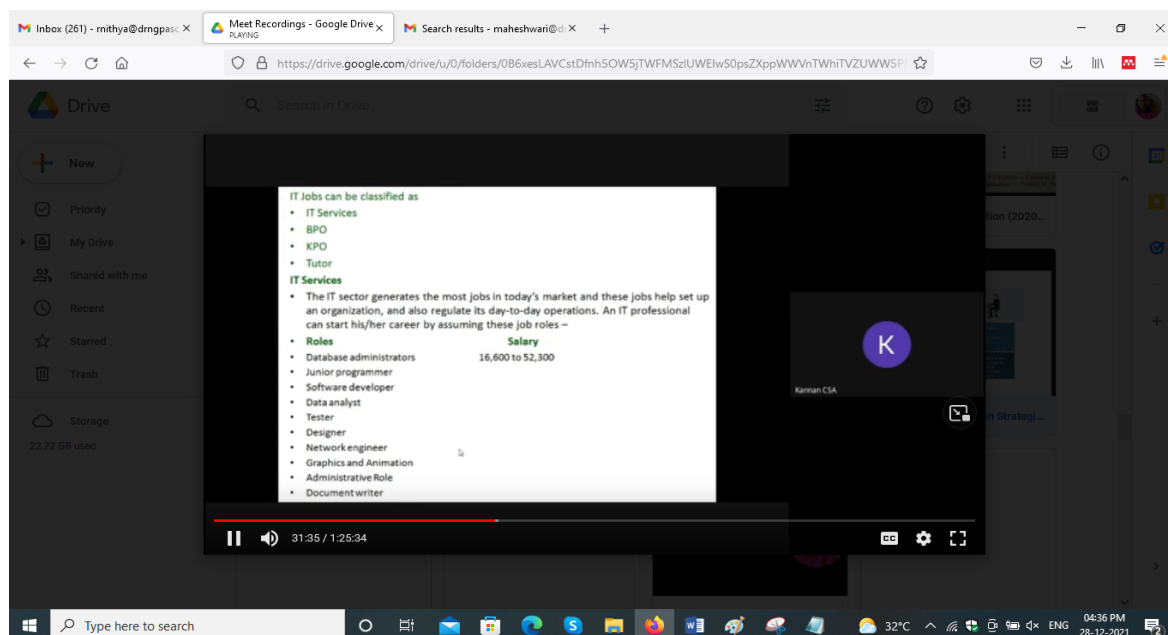 Inbox (261) - rnithya@drngpasc
Meet Recordings - Google Drive
PLAYING
Search results - maheshwari@d
https://drive.google.com/drive/u/0/folders/0B6xesLAVCstDfnh5OW5jTWFMSzlUWElwS0psZXppWWVnTWhiTVZUWW5P
Drive
Search in Drive
New
Priority
My Drive
Shared with me
Recent
Starred
Trash
Storage
22.22 GB used
IT Jobs can be classified as
• IT Services
• BPO
• KPO
• Tutor
IT Services
• The IT sector generates the most jobs in today's market and these jobs help set up
an organization, and also regulate its day-to-day operations. An IT professional
can start his/her career by assuming these job roles –
• Roles Salary
• Database administrators 16,600 to 52,300
• Junior programmer
• Software developer
• Data analyst
• Tester
• Designer
• Network engineer
• Graphics and Animation
• Administrative Role
• Document writer
K
Kannan CSA
tion (2020...
n Strategi...
31:35 / 1:25:34
CC
Type here to search
32°C
ENG
04:36 PM
28-12-2021